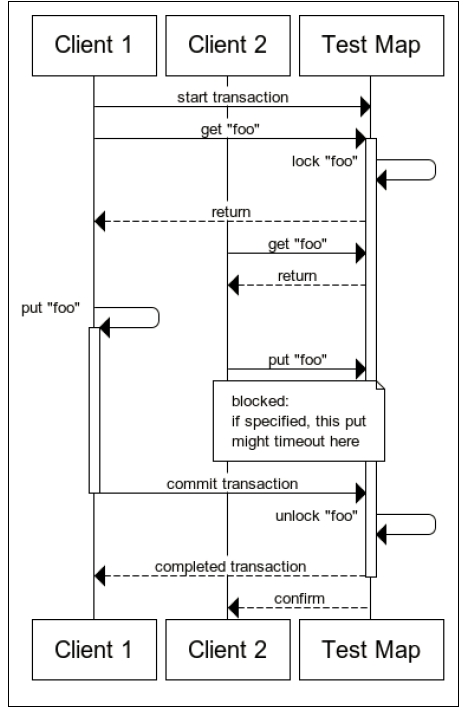 Client 1
Client 2
Test Map
start transaction
get "foo"
lock "foo"
return
get "foo"
return
put "foo"
put "foo"
blocked:
if specified, this put
might timeout here
commit transaction
unlock "foo"
completed transaction
confirm
Client 1
Client 2
Test Map